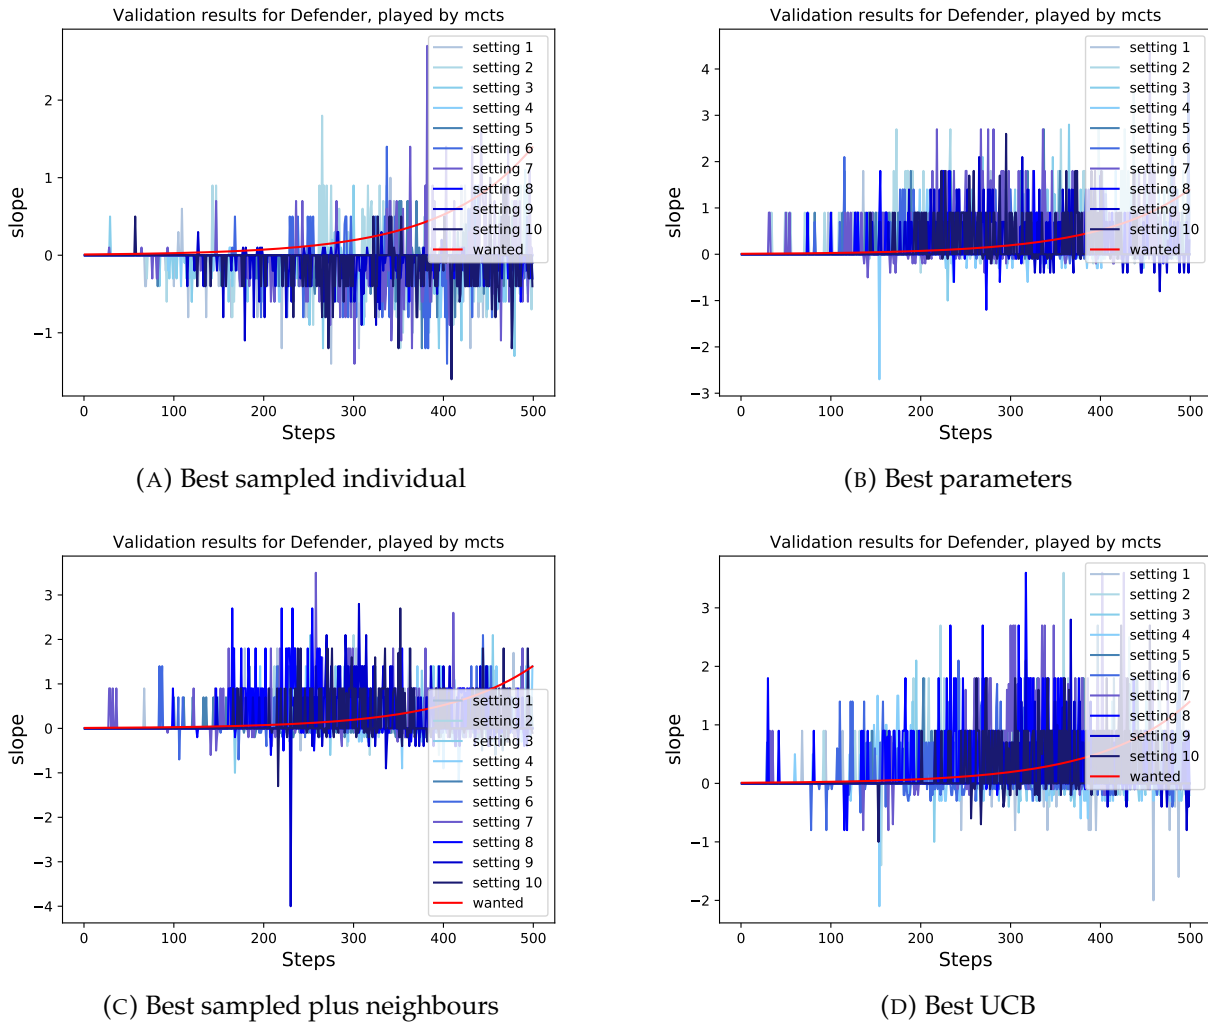 Validation results for Defender, played by mcts
slope
2
1
0
−1
0 100 200 300 400 500
Steps
setting 1
setting 2
setting 3
setting 4
setting 5
setting 6
setting 7
setting 8
setting 9
setting 10
wanted
(A) Best sampled individual
Validation results for Defender, played by mcts
slope
4
3
2
1
0
−1
−2
−3
0 100 200 300 400 500
Steps
setting 1
setting 2
setting 3
setting 4
setting 5
setting 6
setting 7
setting 8
setting 9
setting 10
wanted
(B) Best parameters
Validation results for Defender, played by mcts
slope
3
2
1
0
−1
−2
−3
−4
0 100 200 300 400 500
Steps
setting 1
setting 2
setting 3
setting 4
setting 5
setting 6
setting 7
setting 8
setting 9
setting 10
wanted
(C) Best sampled plus neighbours
Validation results for Defender, played by mcts
slope
3
2
1
0
−1
−2
0 100 200 300 400 500
Steps
setting 1
setting 2
setting 3
setting 4
setting 5
setting 6
setting 7
setting 8
setting 9
setting 10
wanted
(D) Best UCB